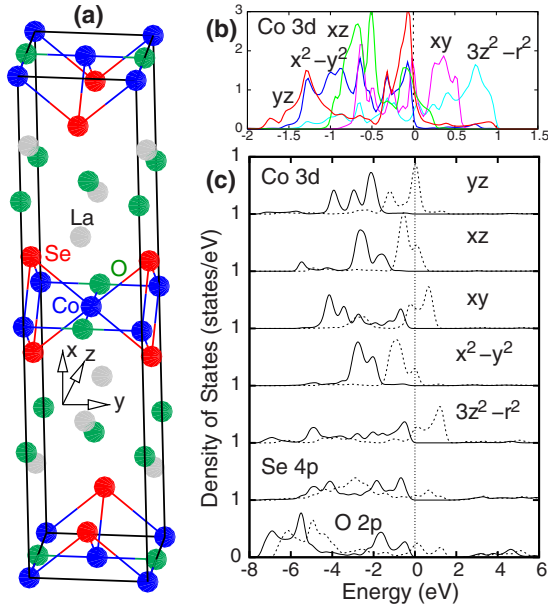 (a)
La
Se
O
Co
x
z
y
(b)
Co 3d
xz
x²−y²
yz
xy
3z²−r²
3
2
1
0
-2
-1.5
-1
-0.5
0
0.5
1
1.5
(c)
Co 3d
yz
xz
xy
x²−y²
3z²−r²
Se 4p
O 2p
1
1
1
1
1
1
1
0
Density of States (states/eV)
-8
-6
-4
-2
0
2
4
6
Energy (eV)